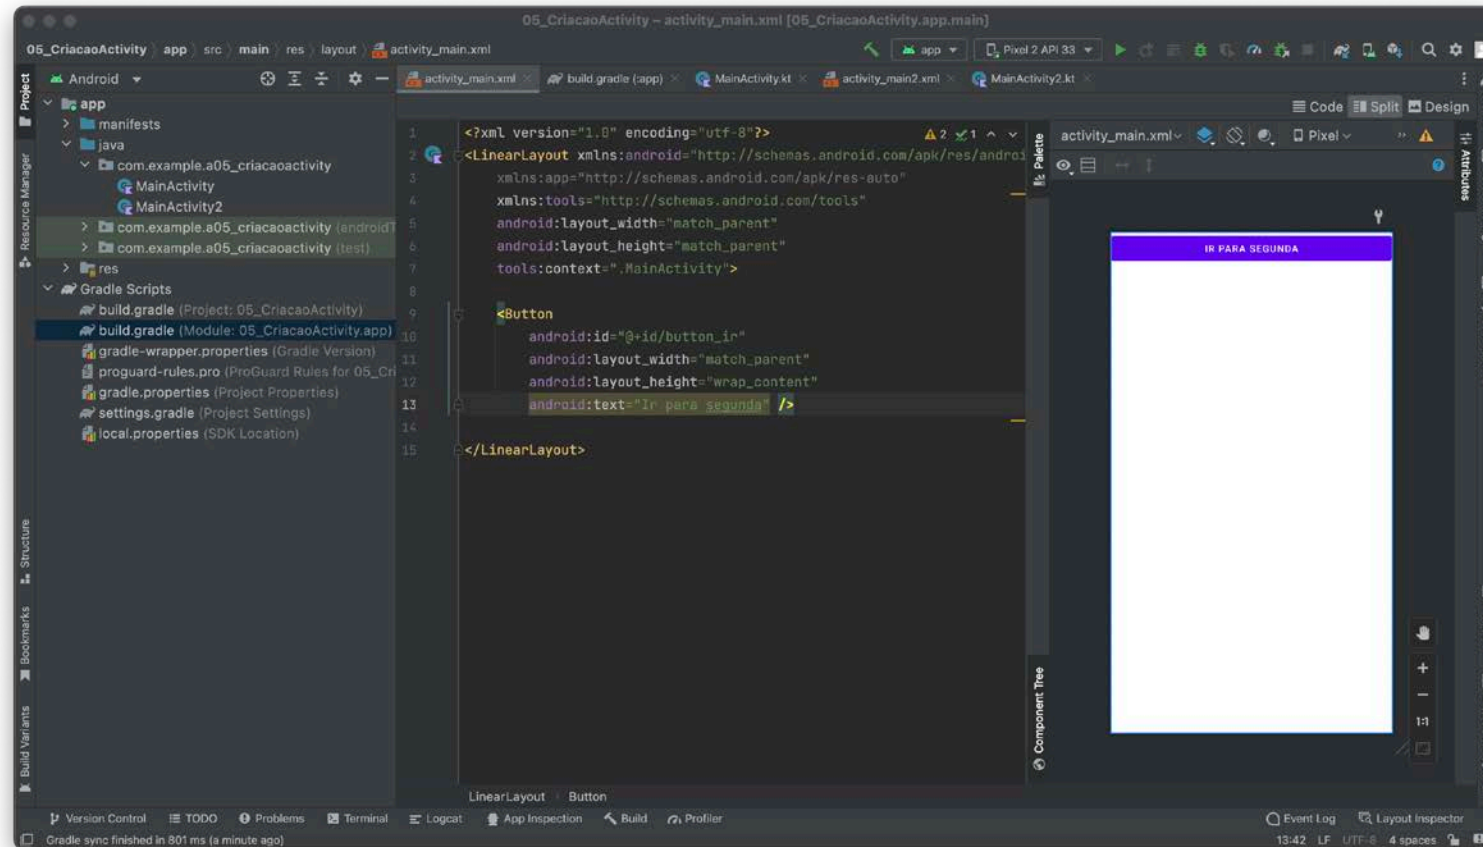 05_CriacaoActivity – activity_main.xml [05_CriacaoActivity.app.main]
05_CriacaoActivity app src main res layout activity_main.xml
app
Pixel 2 API 33
Project
Resource Manager
Structure
Bookmarks
Build Variants
Android
app
manifests
java
com.example.a05_criacaoactivity
MainActivity
MainActivity2
com.example.a05_criacaoactivity (androidT
com.example.a05_criacaoactivity (test)
res
Gradle Scripts
build.gradle (Project: 05_CriacaoActivity)
build.gradle (Module: 05_CriacaoActivity.app)
gradle-wrapper.properties (Gradle Version)
proguard-rules.pro (ProGuard Rules for 05_Cri
gradle.properties (Project Properties)
settings.gradle (Project Settings)
local.properties (SDK Location)
activity_main.xml build.gradle (:app) MainActivity.kt activity_main2.xml MainActivity2.kt
Code Split Design
1 <?xml version="1.0" encoding="utf-8"?>
2 <LinearLayout xmlns:android="http://schemas.android.com/apk/res/androi
3 xmlns:app="http://schemas.android.com/apk/res-auto"
4 xmlns:tools="http://schemas.android.com/tools"
5 android:layout_width="match_parent"
6 android:layout_height="match_parent"
7 tools:context=".MainActivity">
8
9 <Button
10 android:id="@+id/button_ir"
11 android:layout_width="match_parent"
12 android:layout_height="wrap_content"
13 android:text="Ir para segunda" />
14
15 </LinearLayout>
2 1
LinearLayout Button
Palette
Component Tree
activity_main.xml Pixel
IR PARA SEGUNDA
1:1
Attributes
Version Control TODO Problems Terminal Logcat App Inspection Build Profiler Event Log Layout Inspector
Gradle sync finished in 801 ms (a minute ago) 13:42 LF UTF-8 4 spaces